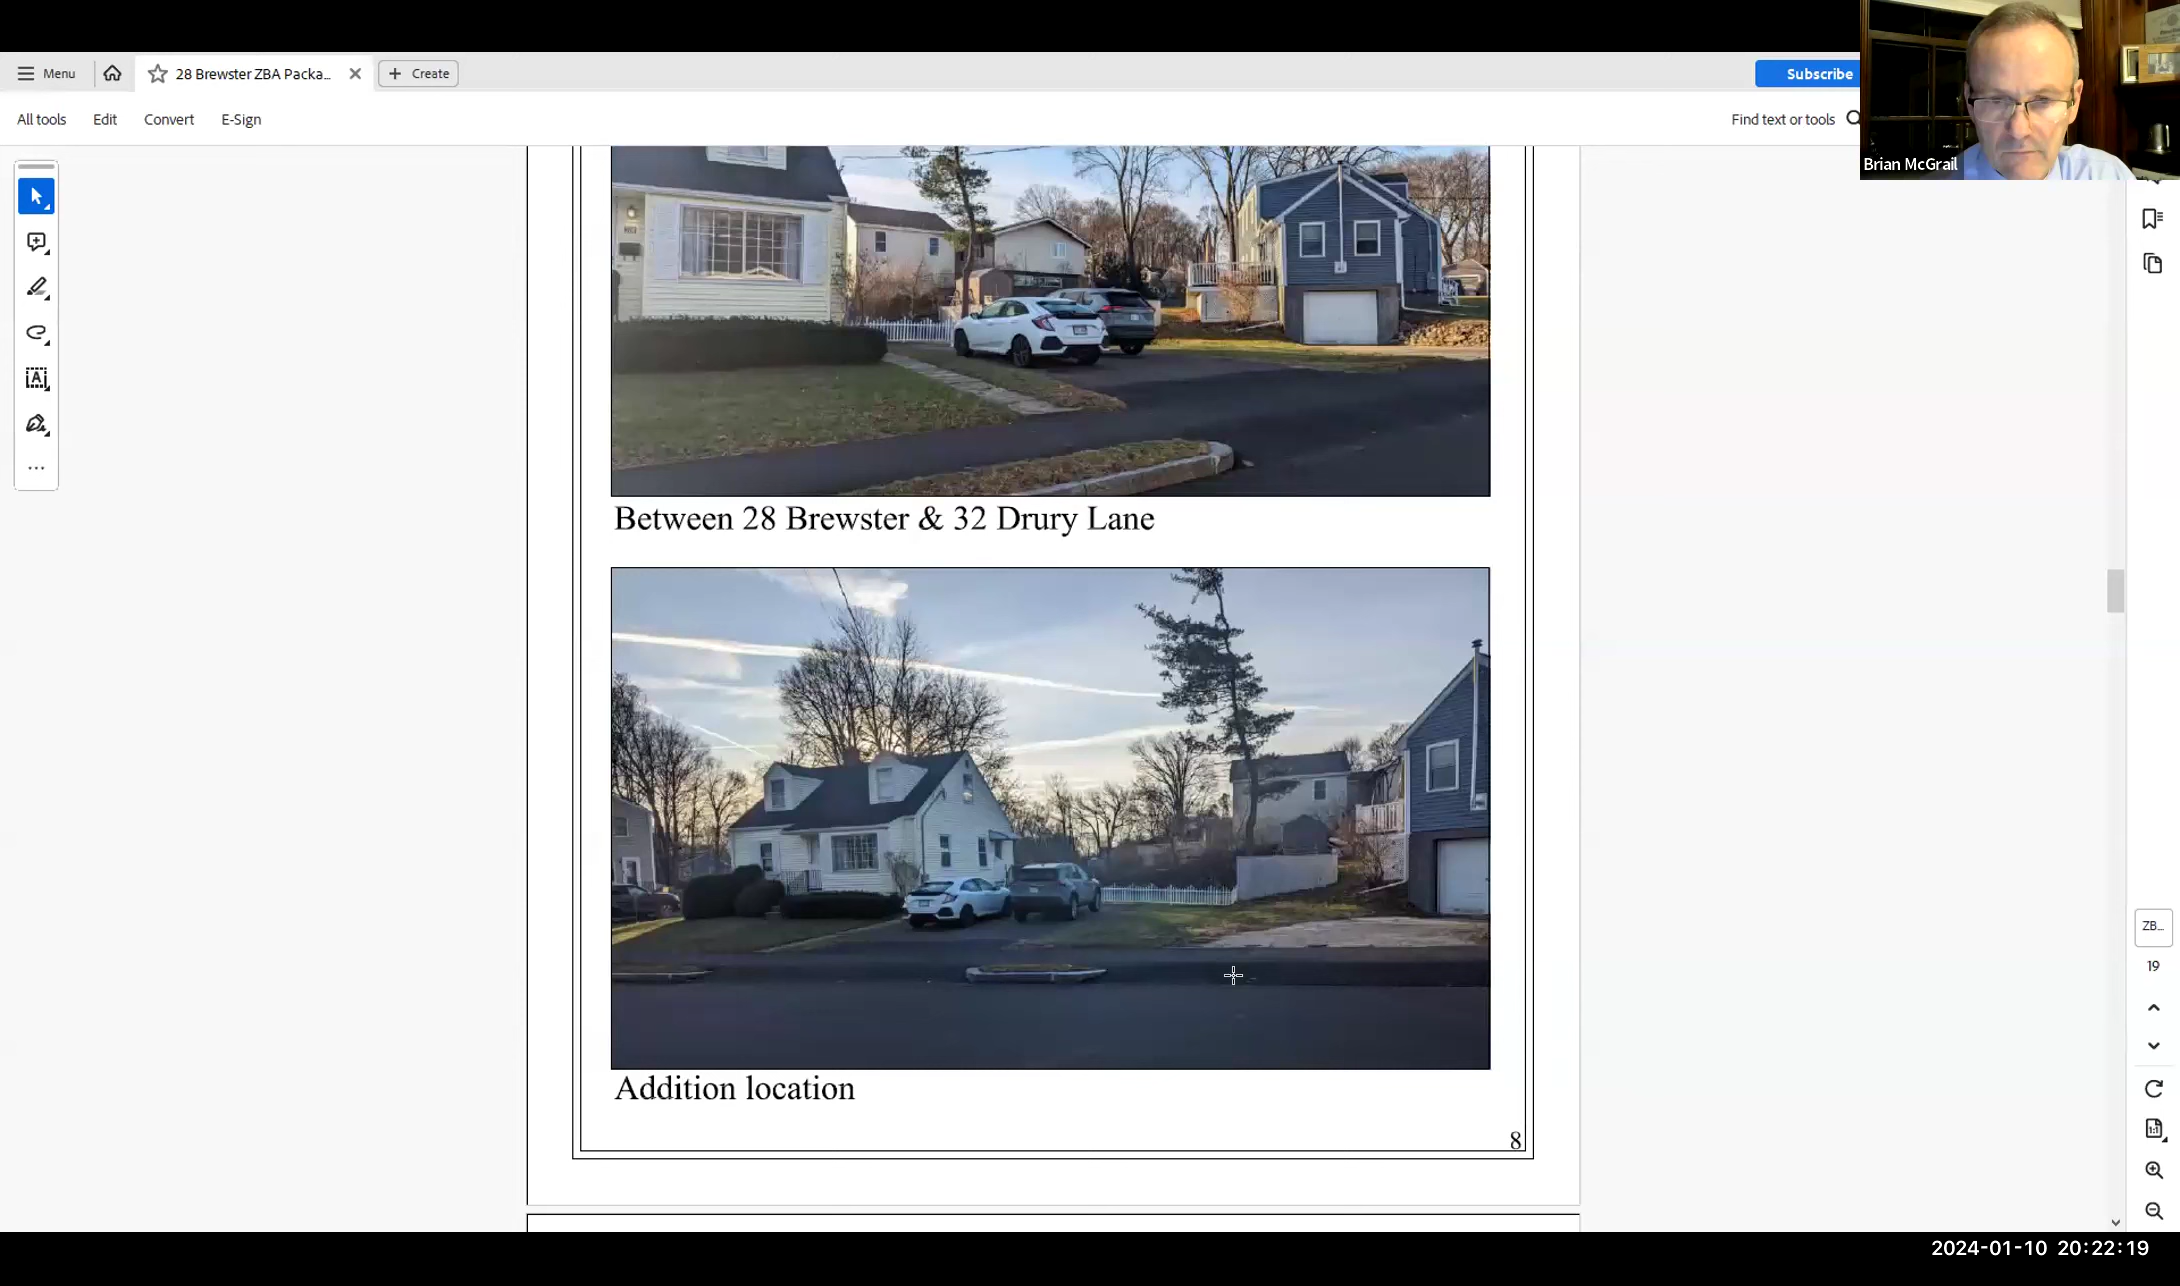 Menu
28 Brewster ZBA Packa...
Create
Subscribe
All tools
Edit
Convert
E-Sign
Find text or tools
Brian McGrail
Between 28 Brewster & 32 Drury Lane
Addition location
8
ZB...
19
2024-01-10 20:22:19